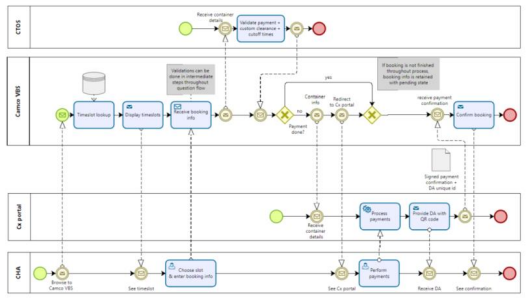 CTOS
Receive container
details
Validate payment +
custom clearance +
cutoff times
Camco VBS
Validations can be
done in intermediate
steps throughout
question flow
If booking is not finished
throughout process
booking info is retained
with pending state
yes
Timeslot lookup
Display timeslots
Receive booking
info
no
Payment
done?
Container
info
Redirect
to Cx portal
receive payment
confirmation
Confirm booking
Signed payment
confirmation +
DA unique id
Cx portal
Receive
container
details
Process
payments
Provide DA with
QR code
CHA
Browse to
Camco VBS
See timeslot
Choose slot
& enter booking info
See Cx portal
Perform
payments
Receive DA
See confirmation